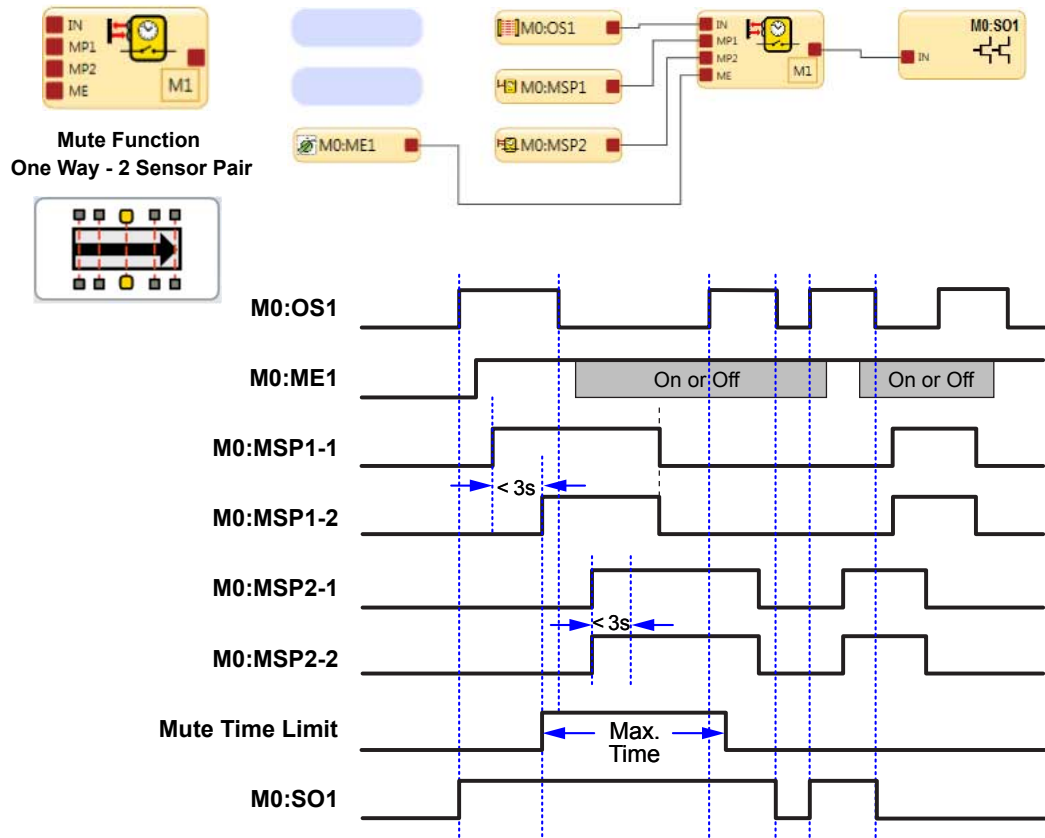 IN
MP1
MP2
ME
M1
Mute Function
One Way - 2 Sensor Pair
M0:ME1
M0:OS1
M0:MSP1
M0:MSP2
IN
MP1
MP2
ME
M1
M0:SO1
IN
M0:OS1
M0:ME1
On or Off
On or Off
M0:MSP1-1
< 3s
M0:MSP1-2
M0:MSP2-1
< 3s
M0:MSP2-2
Mute Time Limit
Max.
Time
M0:SO1